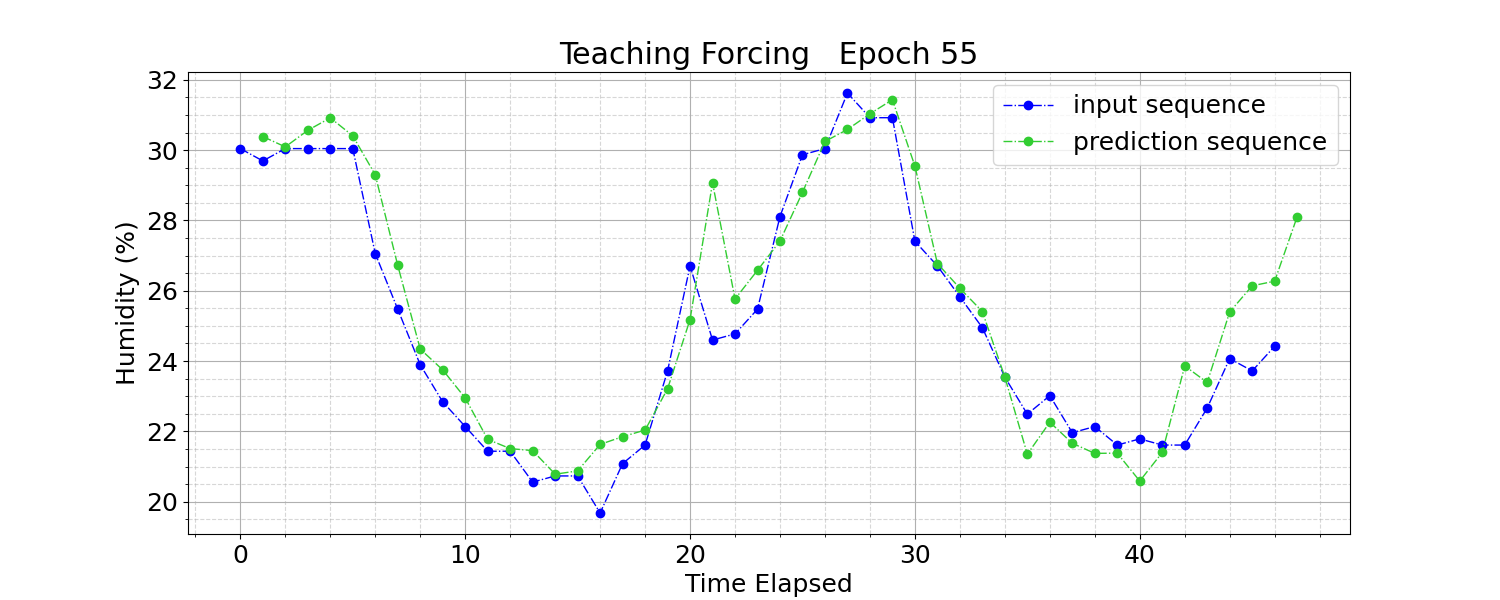 Teaching Forcing   Epoch 55
32
30
28
26
24
22
20
Humidity (%)
input sequence
prediction sequence
0 10 20 30 40
Time Elapsed